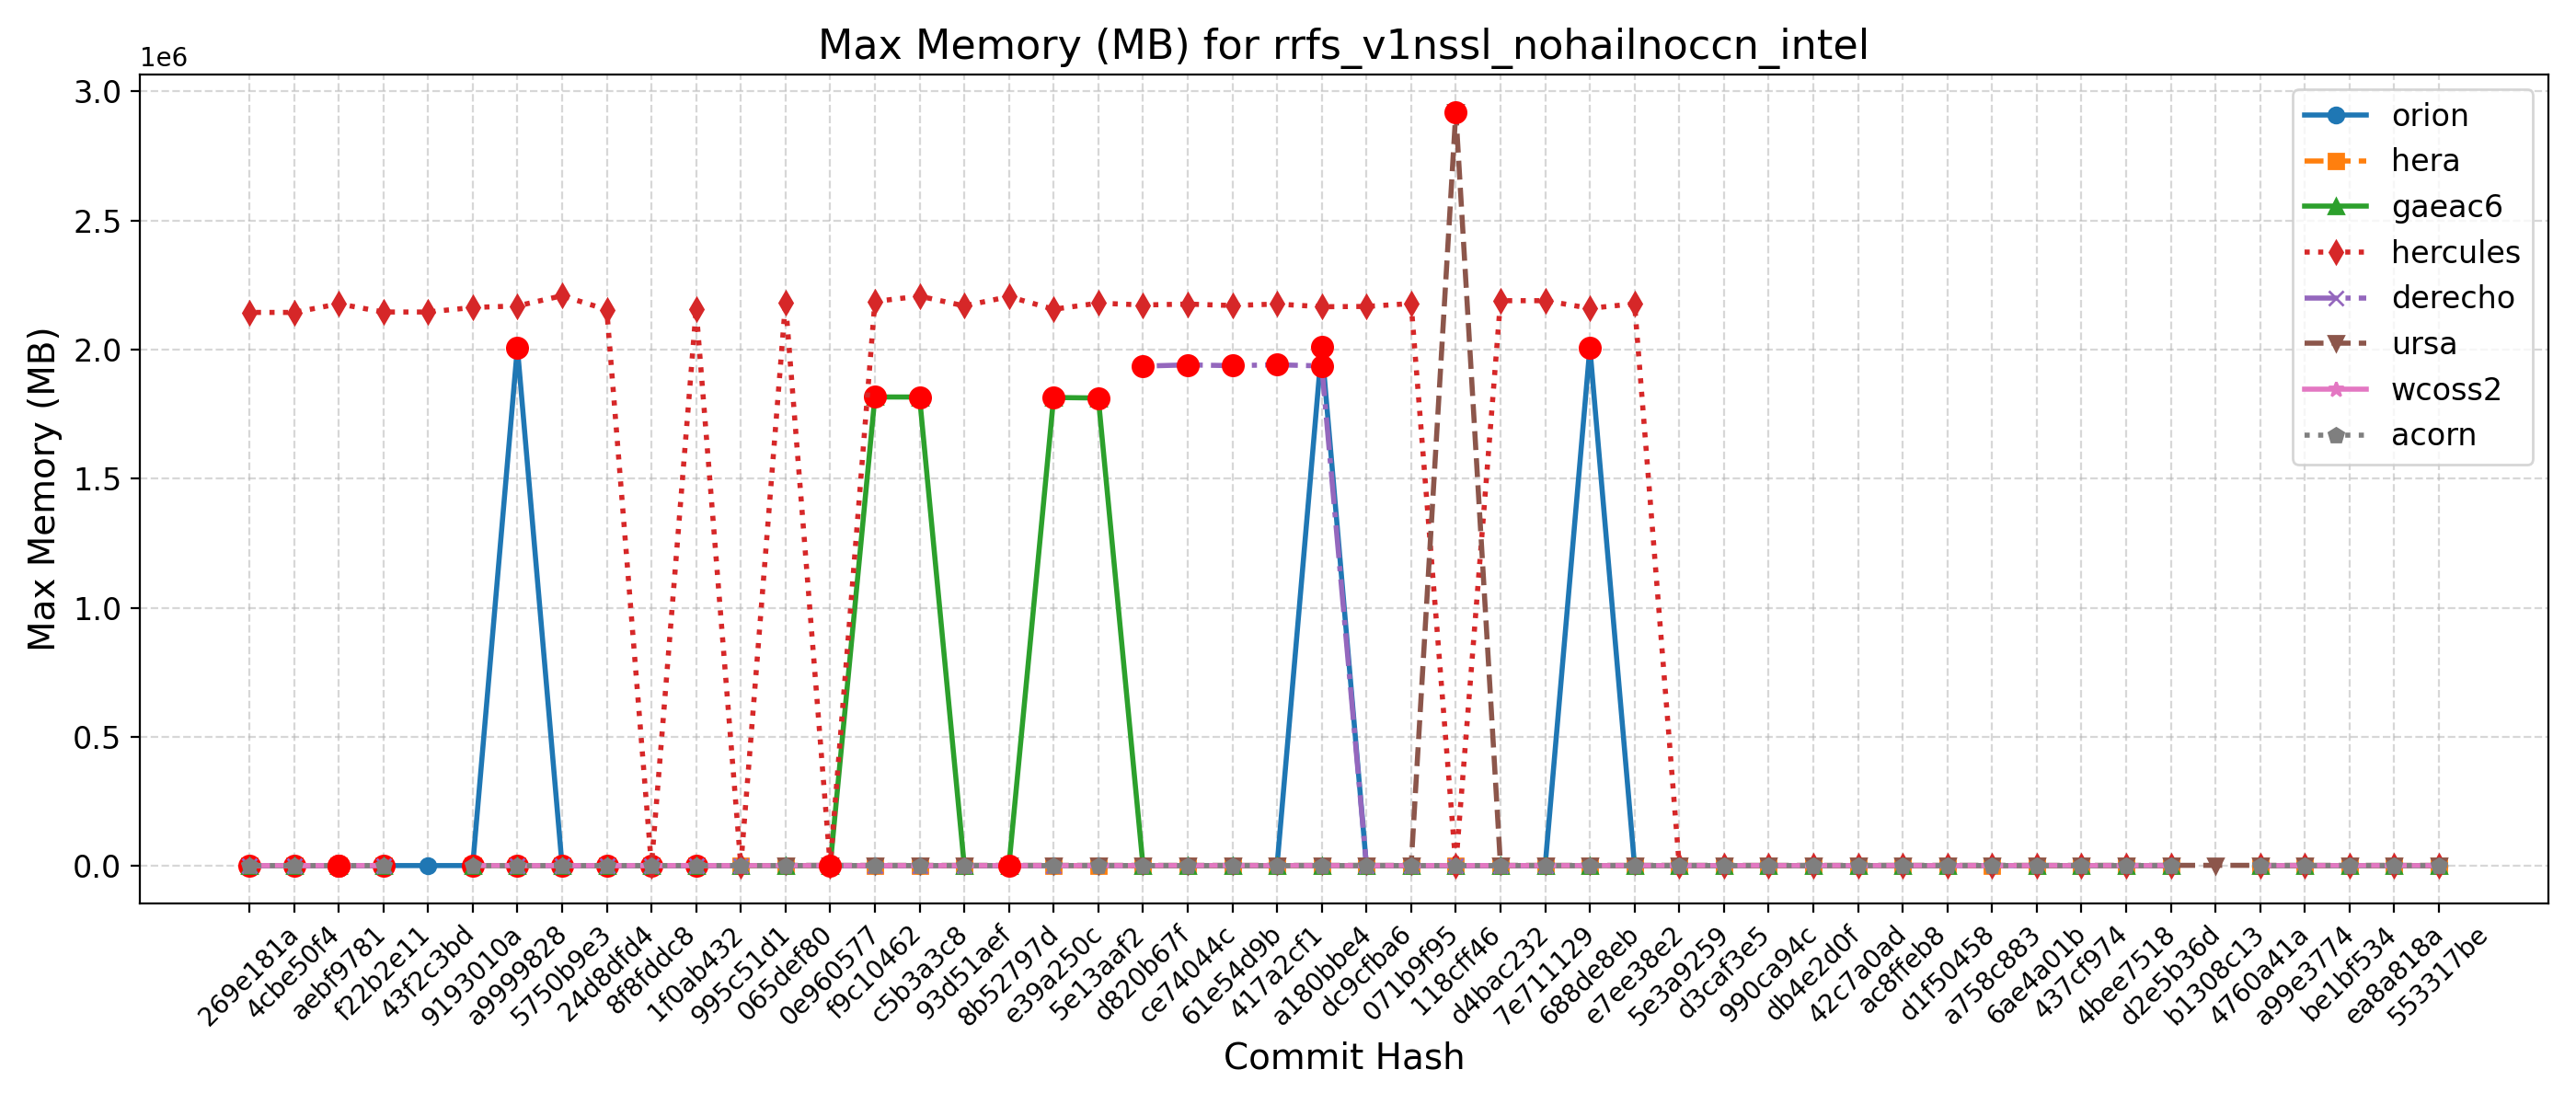 Max Memory (MB) for rrfs_v1nssl_nohailnoccn_intel
1e6
3.0
2.5
2.0
1.5
1.0
0.5
0.0
Max Memory (MB)
orion
hera
gaeac6
hercules
derecho
ursa
wcoss2
acorn
269e181a
4cbe50f4
aebf9781
f22b2e11
43f2c3bd
9193010a
a9999828
5750b9e3
24d8dfd4
8f8fddc8
1f0ab432
995c51d1
065def80
0e960577
f9c10462
c5b3a3c8
93d51aef
8b52797d
e39a250c
5e13aaf2
d820b67f
ce74044c
61e54d9b
417a2cf1
a180bbe4
dc9cfba6
071b9f95
118cff46
d4bac232
7e711129
688de8eb
e7ee38e2
5e3a9259
d3caf3e5
990ca94c
db4e2d0f
42c7a0ad
ac8ffeb8
d1f50458
a758c883
6ae4a01b
437cf974
4bee7518
d2e5b36d
b1308c13
4760a41a
a99e3774
be1bf534
ea8a818a
553317be
Commit Hash